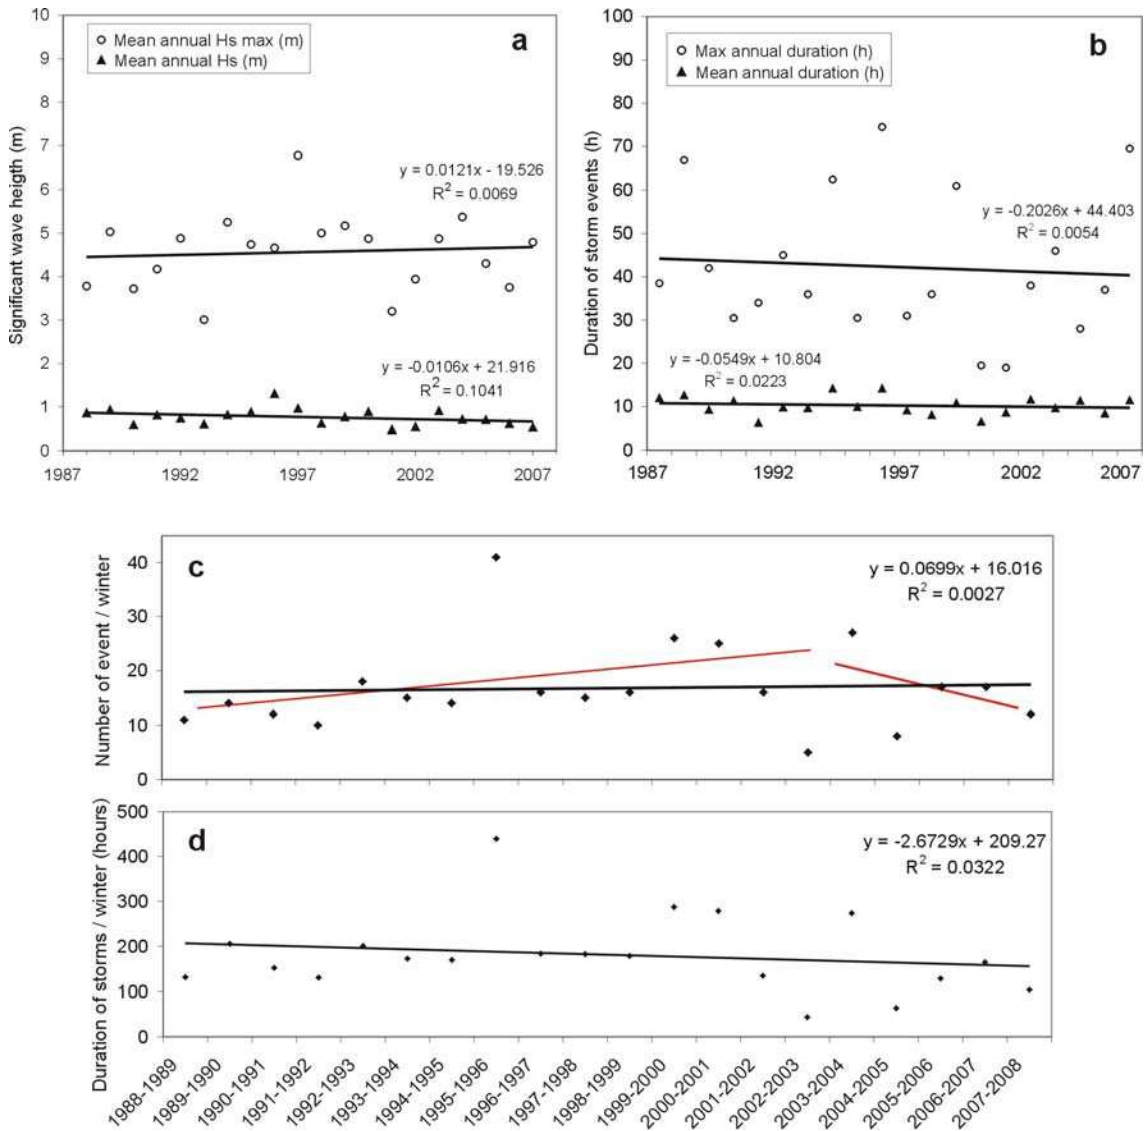 a
Mean annual Hs max (m)
Mean annual Hs (m)
10
9
8
7
6
5
4
3
2
1
0
Significant wave heigth (m)
y = 0.0121x - 19.526
R2 = 0.0069
y = -0.0106x + 21.916
R2 = 0.1041
1987
1992
1997
2002
2007
b
Max annual duration (h)
Mean annual duration (h)
100
90
80
70
60
50
40
30
20
10
0
Duration of storm events (h)
y = -0.2026x + 44.403
R2 = 0.0054
y = -0.0549x + 10.804
R2 = 0.0223
1987
1992
1997
2002
2007
c
40
30
20
10
0
Number of event / winter
y = 0.0699x + 16.016
R2 = 0.0027
d
500
400
300
200
100
0
Duration of storms / winter (hours)
y = -2.6729x + 209.27
R2 = 0.0322
1988-1989
1989-1990
1990-1991
1991-1992
1992-1993
1993-1994
1994-1995
1995-1996
1996-1997
1997-1998
1998-1999
1999-2000
2000-2001
2001-2002
2002-2003
2003-2004
2004-2005
2005-2006
2006-2007
2007-2008